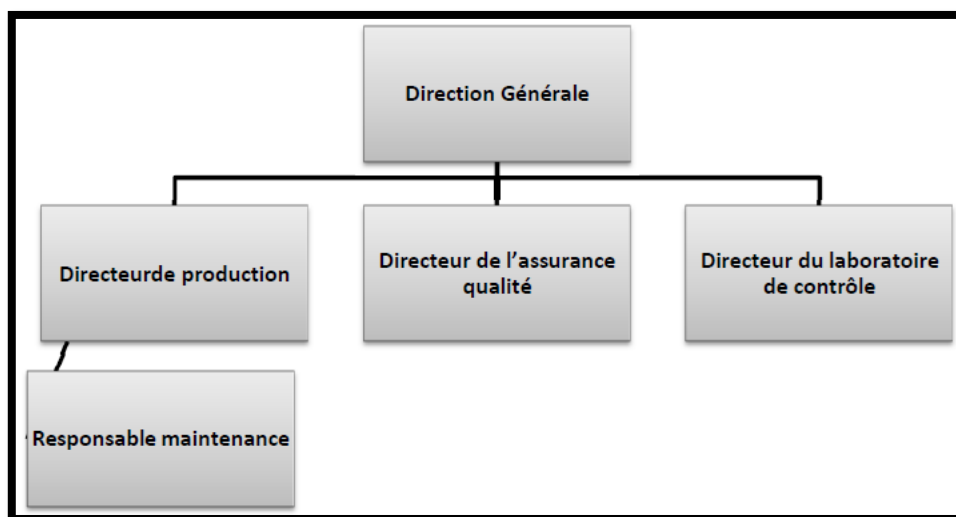 Direction Générale
Directeurde production
Directeur de l’assurance
qualité
Directeur du laboratoire
de contrôle
Responsable maintenance